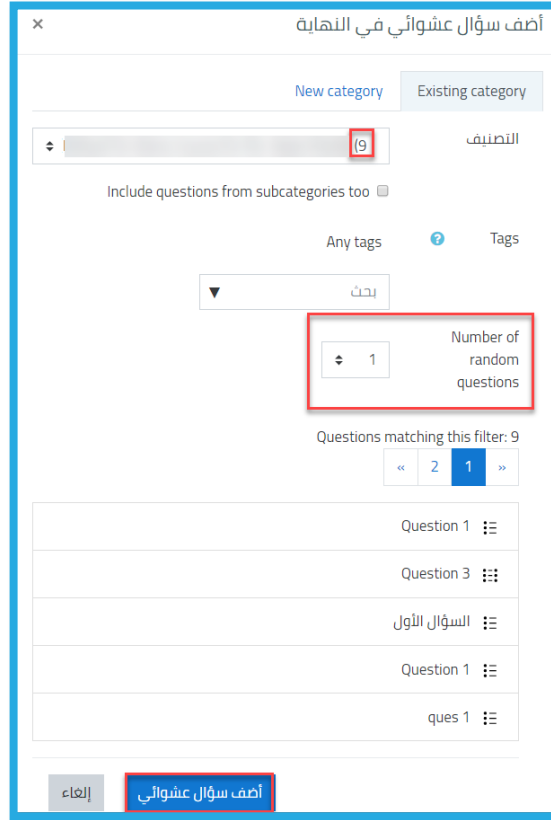 أضف سؤال عشوائي في النهاية ×
Existing category New category
التصنيف
(9
Include questions from subcategories too
Tags Any tags
بحث
Number of random questions 1
Questions matching this filter: 9
» 1 2 «
Question 1
Question 3
السؤال الأول
Question 1
ques 1
أضف سؤال عشوائي إلغاء